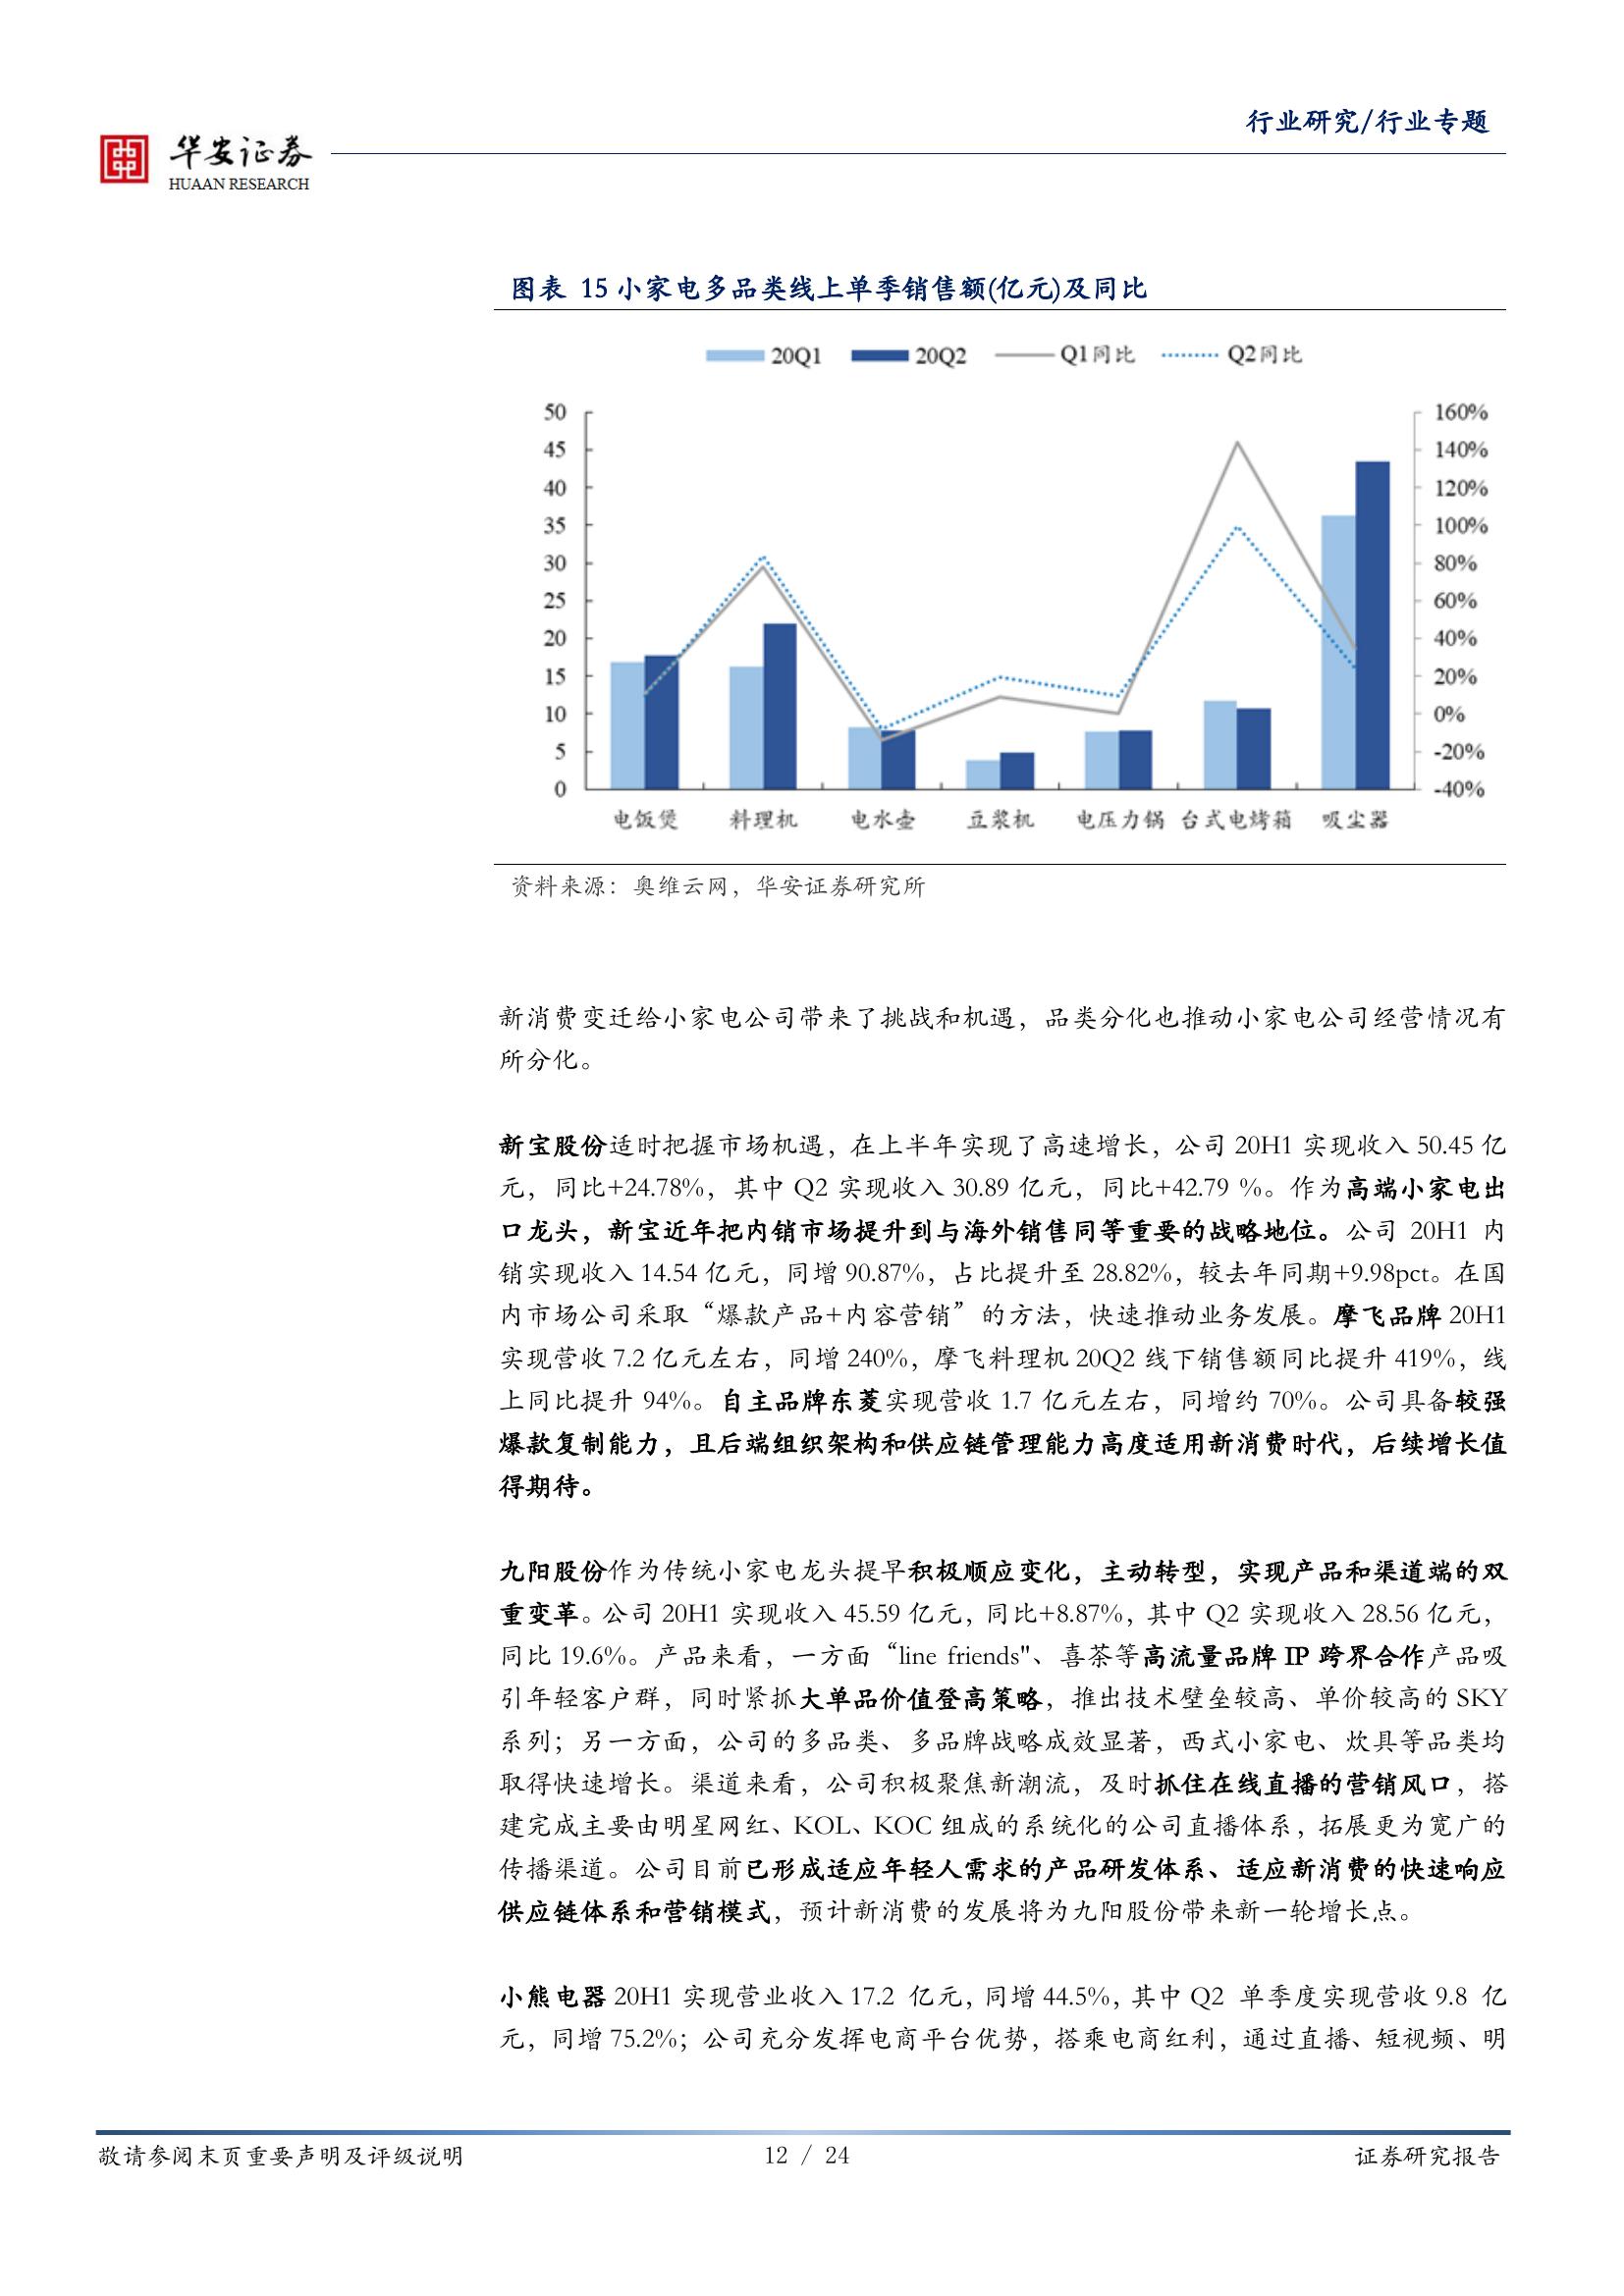 行业研究/行业专题
华安证券
HUAAN RESEARCH
图表 15 小家电多品类线上单季销售额(亿元)及同比
20Q1 20Q2 Q1同比 Q2同比
50 160%
45 140%
40 120%
35 100%
30 80%
25 60%
20 40%
15 20%
10 0%
5 -20%
0 -40%
电饭煲 料理机 电水壶 豆浆机 电压力锅 台式电烤箱 吸尘器
资料来源：奥维云网，华安证券研究所
新消费变迁给小家电公司带来了挑战和机遇，品类分化也推动小家电公司经营情况有
所分化。
新宝股份适时把握市场机遇，在上半年实现了高速增长，公司 20H1 实现收入 50.45 亿
元，同比+24.78%，其中 Q2 实现收入 30.89 亿元，同比+42.79 %。作为高端小家电出
口龙头，新宝近年把内销市场提升到与海外销售同等重要的战略地位。公司 20H1 内
销实现收入 14.54 亿元，同增 90.87%，占比提升至 28.82%，较去年同期+9.98pct。在国
内市场公司采取“爆款产品+内容营销”的方法，快速推动业务发展。摩飞品牌 20H1
实现营收 7.2 亿元左右，同增 240%，摩飞料理机 20Q2 线下销售额同比提升 419%，线
上同比提升 94%。自主品牌东菱实现营收 1.7 亿元左右，同增约 70%。公司具备较强
爆款复制能力，且后端组织架构和供应链管理能力高度适用新消费时代，后续增长值
得期待。
九阳股份作为传统小家电龙头提早积极顺应变化，主动转型，实现产品和渠道端的双
重变革。公司 20H1 实现收入 45.59 亿元，同比+8.87%，其中 Q2 实现收入 28.56 亿元，
同比 19.6%。产品来看，一方面“line friends"、喜茶等高流量品牌 IP 跨界合作产品吸
引年轻客户群，同时紧抓大单品价值登高策略，推出技术壁垒较高、单价较高的 SKY
系列；另一方面，公司的多品类、多品牌战略成效显著，西式小家电、炊具等品类均
取得快速增长。渠道来看，公司积极聚焦新潮流，及时抓住在线直播的营销风口，搭
建完成主要由明星网红、KOL、KOC 组成的系统化的公司直播体系，拓展更为宽广的
传播渠道。公司目前已形成适应年轻人需求的产品研发体系、适应新消费的快速响应
供应链体系和营销模式，预计新消费的发展将为九阳股份带来新一轮增长点。
小熊电器 20H1 实现营业收入 17.2 亿元，同增 44.5%，其中 Q2 单季度实现营收 9.8 亿
元，同增 75.2%；公司充分发挥电商平台优势，搭乘电商红利，通过直播、短视频、明
敬请参阅末页重要声明及评级说明 12 / 24 证券研究报告